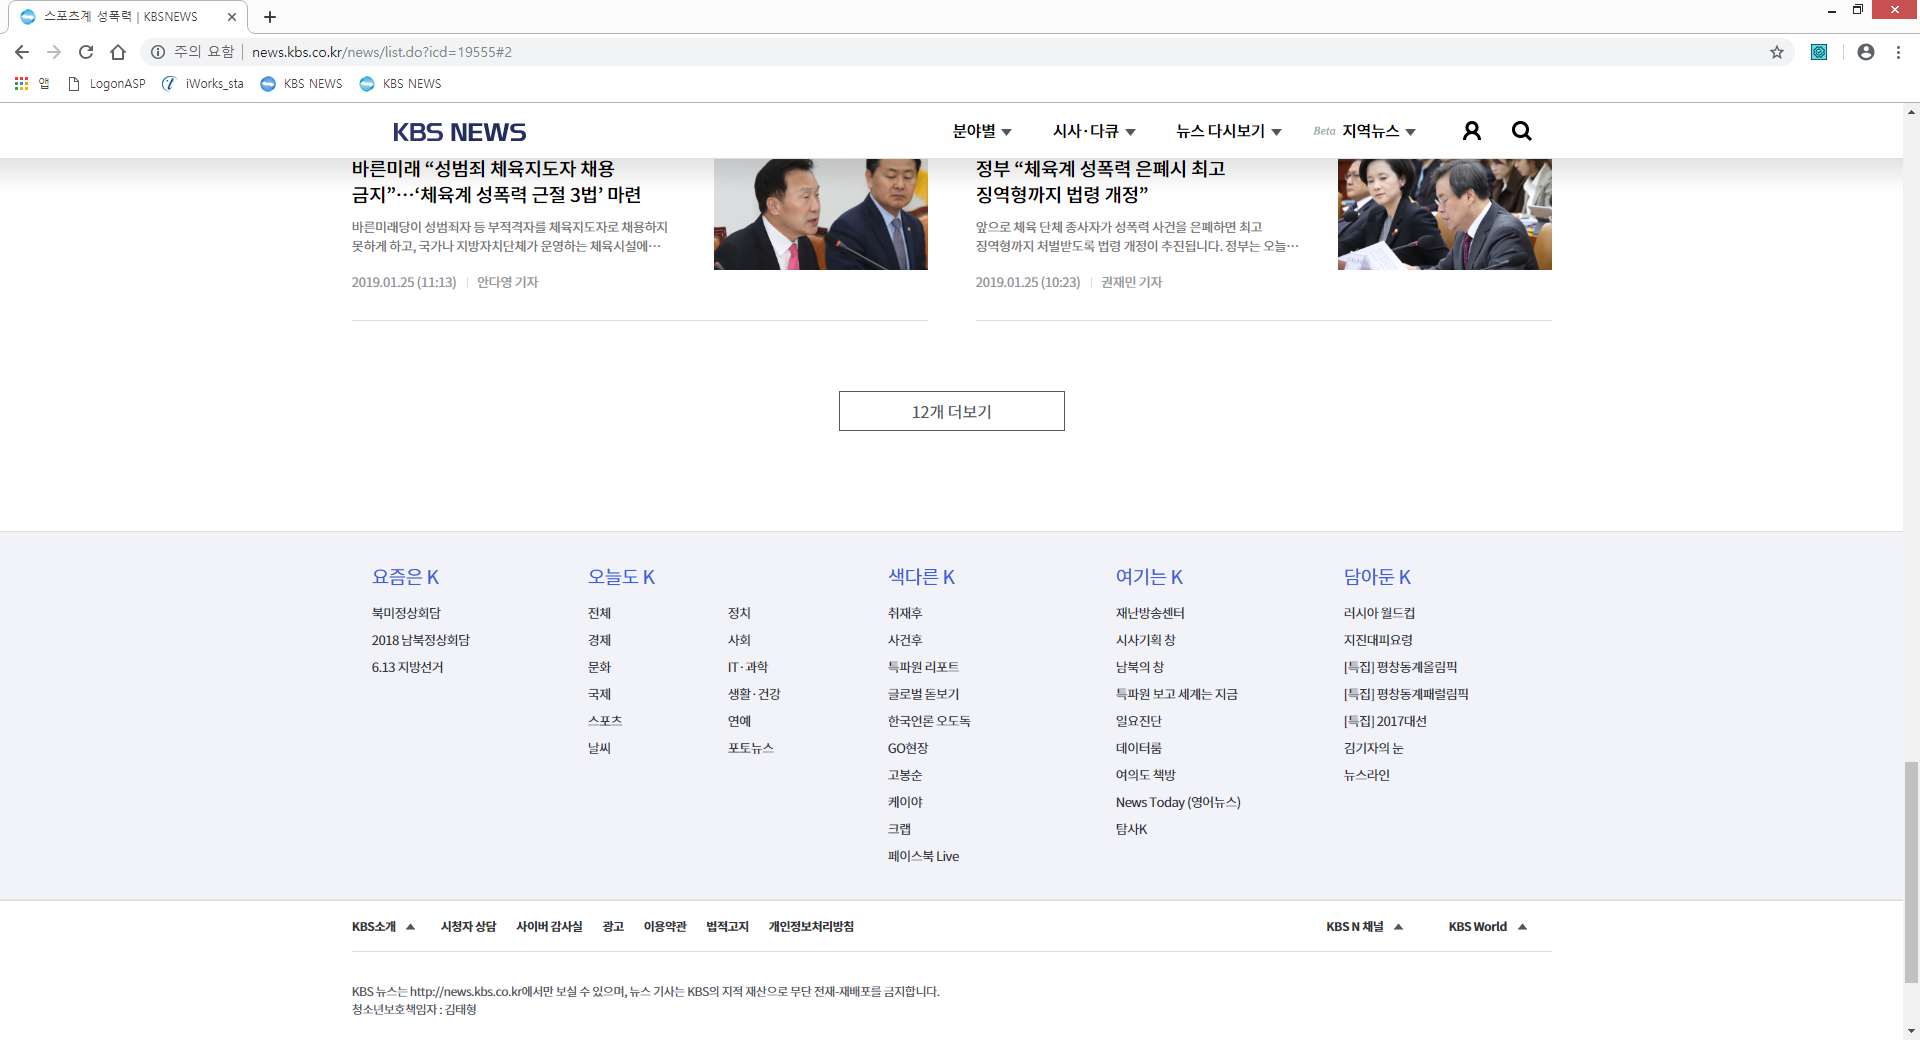 스포츠계 성폭력 | KBSNEWS
주의 요함 | news.kbs.co.kr/news/list.do?icd=19555#2
앱 LogonASP iWorks_sta KBS NEWS KBS NEWS
KBS NEWS 분야별 시사·다큐 뉴스 다시보기 Beta 지역뉴스
바른미래 “성범죄 체육지도자 채용
금지”…‘체육계 성폭력 근절 3법’ 마련
바른미래당이 성범죄자 등 부적격자를 체육지도자로 채용하지
못하게 하고, 국가나 지방자치단체가 운영하는 체육시설에…
2019.01.25 (11:13) | 안다영 기자
정부 “체육계 성폭력 은폐시 최고
징역형까지 법령 개정”
앞으로 체육 단체 종사자가 성폭력 사건을 은폐하면 최고
징역형까지 처벌받도록 법령 개정이 추진됩니다. 정부는 오늘…
2019.01.25 (10:23) | 권재민 기자
12개 더보기
요즘은 K
북미정상회담
2018 남북정상회담
6.13 지방선거
오늘도 K
전체 정치
경제 사회
문화 IT·과학
국제 생활·건강
스포츠 연예
날씨 포토뉴스
색다른 K
취재후
사건후
특파원 리포트
글로벌 돋보기
한국언론 오도독
GO현장
고봉순
케이야
크랩
페이스북 Live
여기는 K
재난방송센터
시사기획 창
남북의 창
특파원 보고 세계는 지금
일요진단
데이터룸
여의도 책방
News Today (영어뉴스)
탐사K
담아둔 K
러시아 월드컵
지진대피요령
[특집] 평창동계올림픽
[특집] 평창동계패럴림픽
[특집] 2017대선
김기자의 눈
뉴스라인
KBS소개 시청자 상담 사이버 감사실 광고 이용약관 법적고지 개인정보처리방침 KBS N 채널 KBS World
KBS 뉴스는 http://news.kbs.co.kr에서만 보실 수 있으며, 뉴스 기사는 KBS의 지적 재산으로 무단 전재-재배포를 금지합니다.
청소년보호책임자 : 김태형